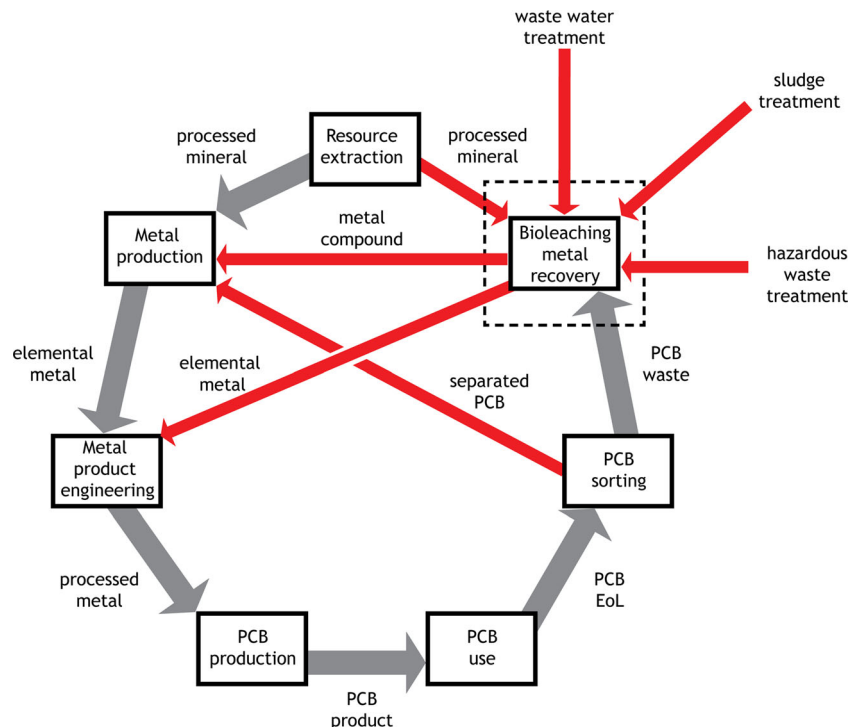 waste water
treatment
sludge
treatment
processed
mineral
Resource
extraction
processed
mineral
Metal
production
metal
compound
Bioleaching
metal
recovery
hazardous
waste
treatment
elemental
metal
elemental
metal
separated
PCB
PCB
waste
Metal
product
engineering
PCB
sorting
processed
metal
PCB
EoL
PCB
production
PCB
use
PCB
product